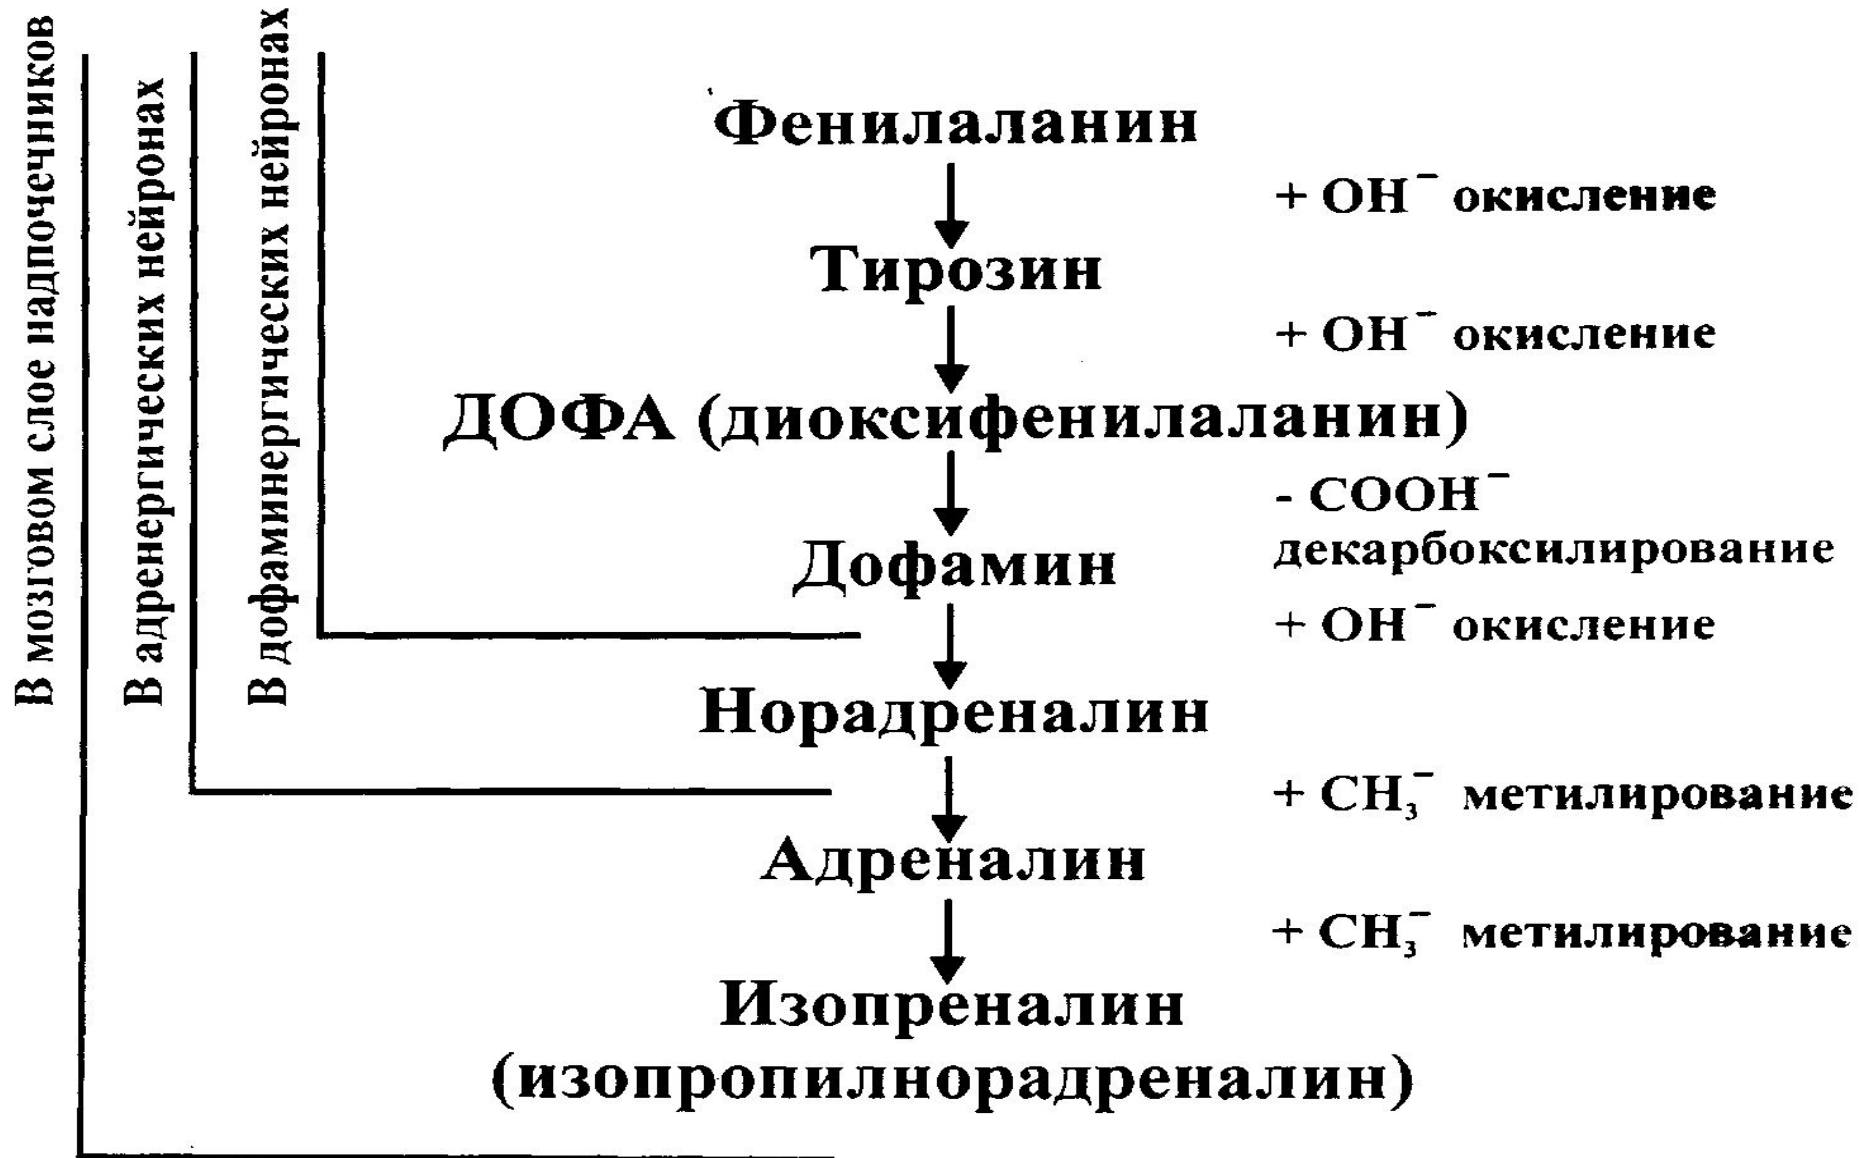 В мозговом слое надпочечников
В адренергических нейронах
В дофаминергических нейронах
Фенилаланин
+ OH⁻ окисление
Тирозин
+ OH⁻ окисление
ДОФА (диоксифенилаланин)
- COOH⁻
декарбоксилирование
Дофамин
+ OH⁻ окисление
Норадреналин
+ CH₃⁻ метилирование
Адреналин
+ CH₃⁻ метилирование
Изопреналин
(изопропилнорадреналин)